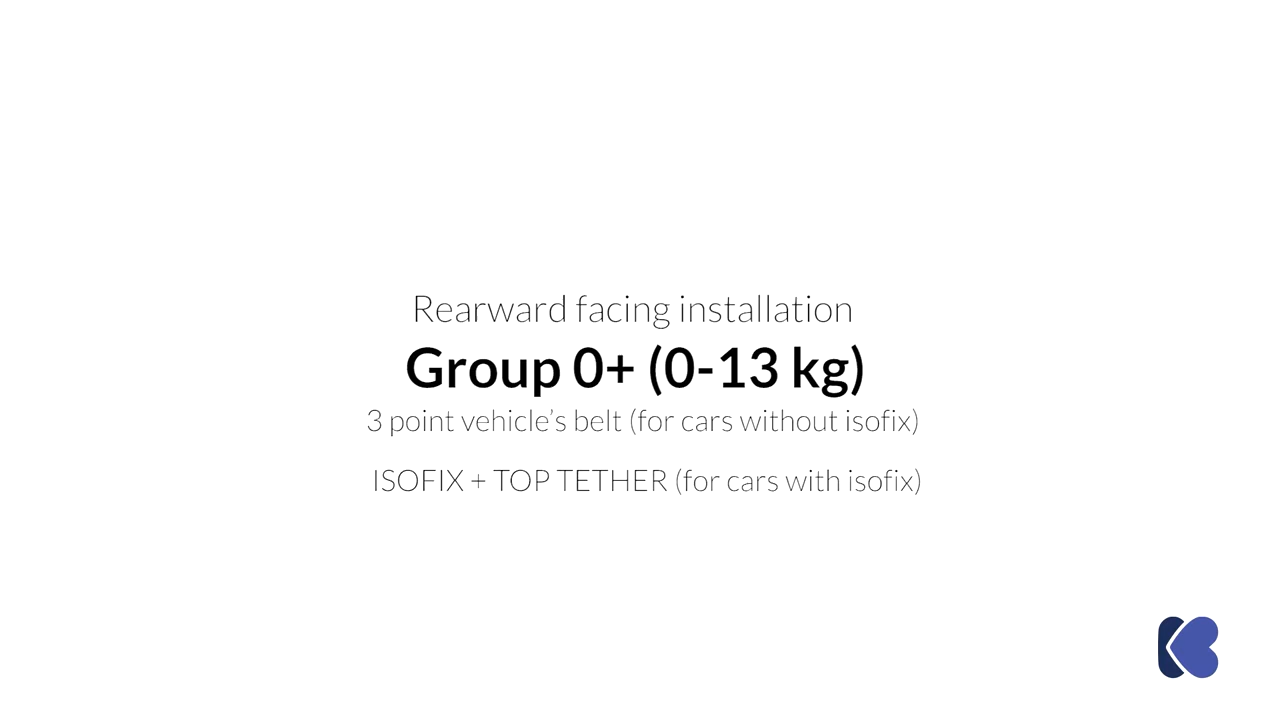 Rearward facing installation
Group 0+ (0-13 kg)
3 point vehicle’s belt (for cars without isofix)
ISOFIX + TOP TETHER (for cars with isofix)